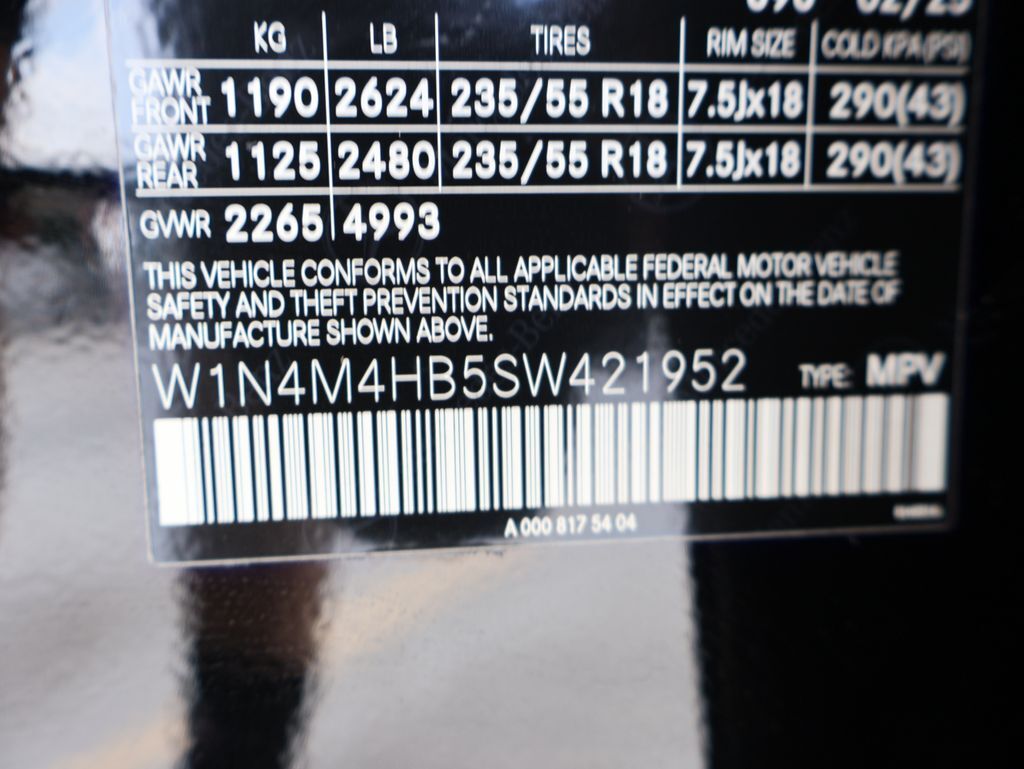 KG LB TIRES RIM SIZE COLD KPA(PSI)
GAWR FRONT 1190 2624 235/55 R18 7.5Jx18 290(43)
GAWR REAR 1125 2480 235/55 R18 7.5Jx18 290(43)
GVWR 2265 4993
THIS VEHICLE CONFORMS TO ALL APPLICABLE FEDERAL MOTOR VEHICLE
SAFETY AND THEFT PREVENTION STANDARDS IN EFFECT ON THE DATE OF
MANUFACTURE SHOWN ABOVE.
W1N4M4HB5SW421952 TYPE: MPV
A 000 817 54 04